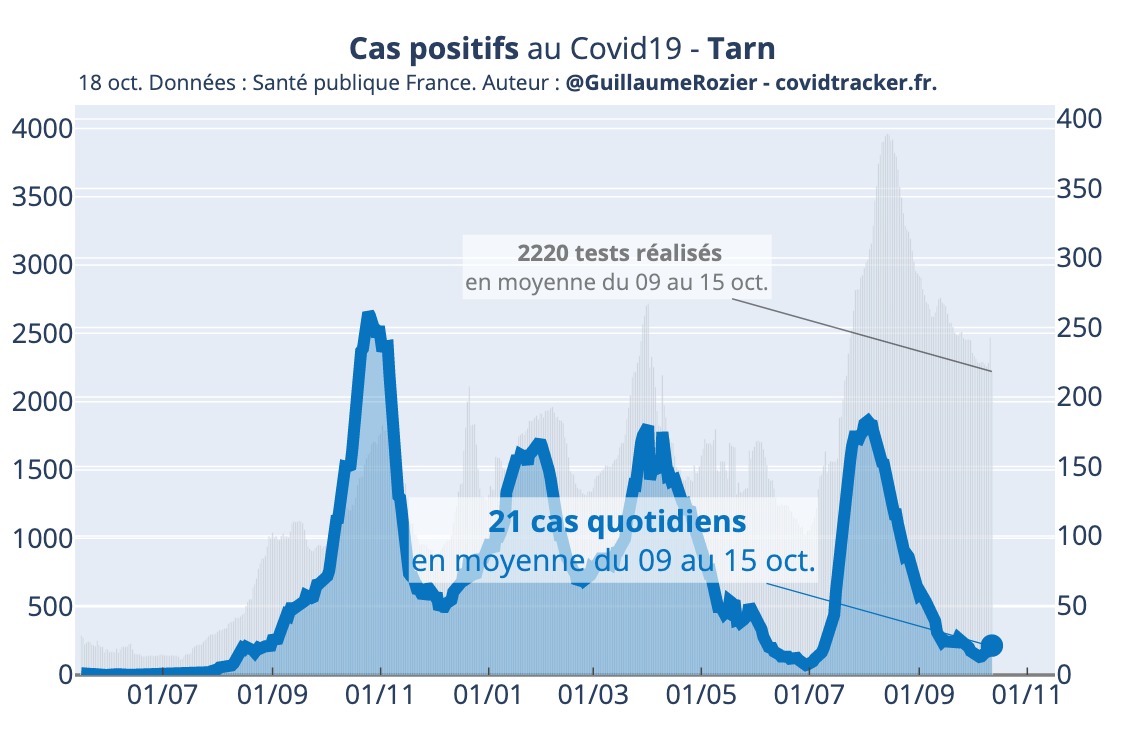 Cas positifs au Covid19 - Tarn
18 oct. Données : Santé publique France. Auteur : @GuillaumeRozier - covidtracker.fr.
4000
3500
3000
2500
2000
1500
1000
500
0
400
350
300
250
200
150
100
50
0
2220 tests réalisés
en moyenne du 09 au 15 oct.
21 cas quotidiens
en moyenne du 09 au 15 oct.
01/07 01/09 01/11 01/01 01/03 01/05 01/07 01/09 01/11